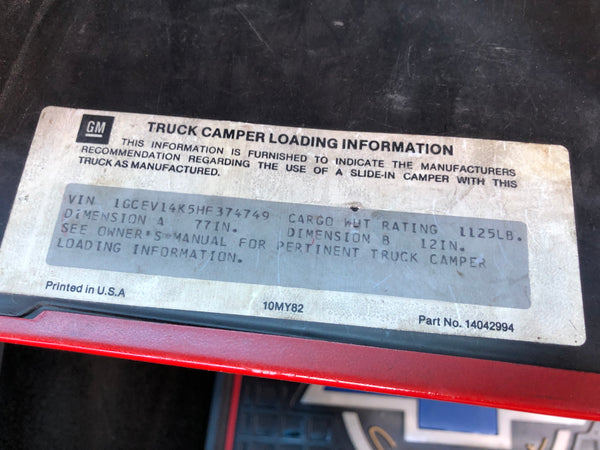 GM
TRUCK CAMPER LOADING INFORMATION
THIS INFORMATION IS FURNISHED TO INDICATE THE MANUFACTURERS
RECOMMENDATION REGARDING THE USE OF A SLIDE-IN CAMPER WITH THIS
TRUCK AS MANUFACTURED.
VIN 1GCEV14K5HF374749 CARGO WGT RATING 1125LB.
DIMENSION A 77IN. DIMENSION B 12IN.
SEE OWNER'S MANUAL FOR PERTINENT TRUCK CAMPER
LOADING INFORMATION.
Printed in U.S.A
10MY82
Part No. 14042994